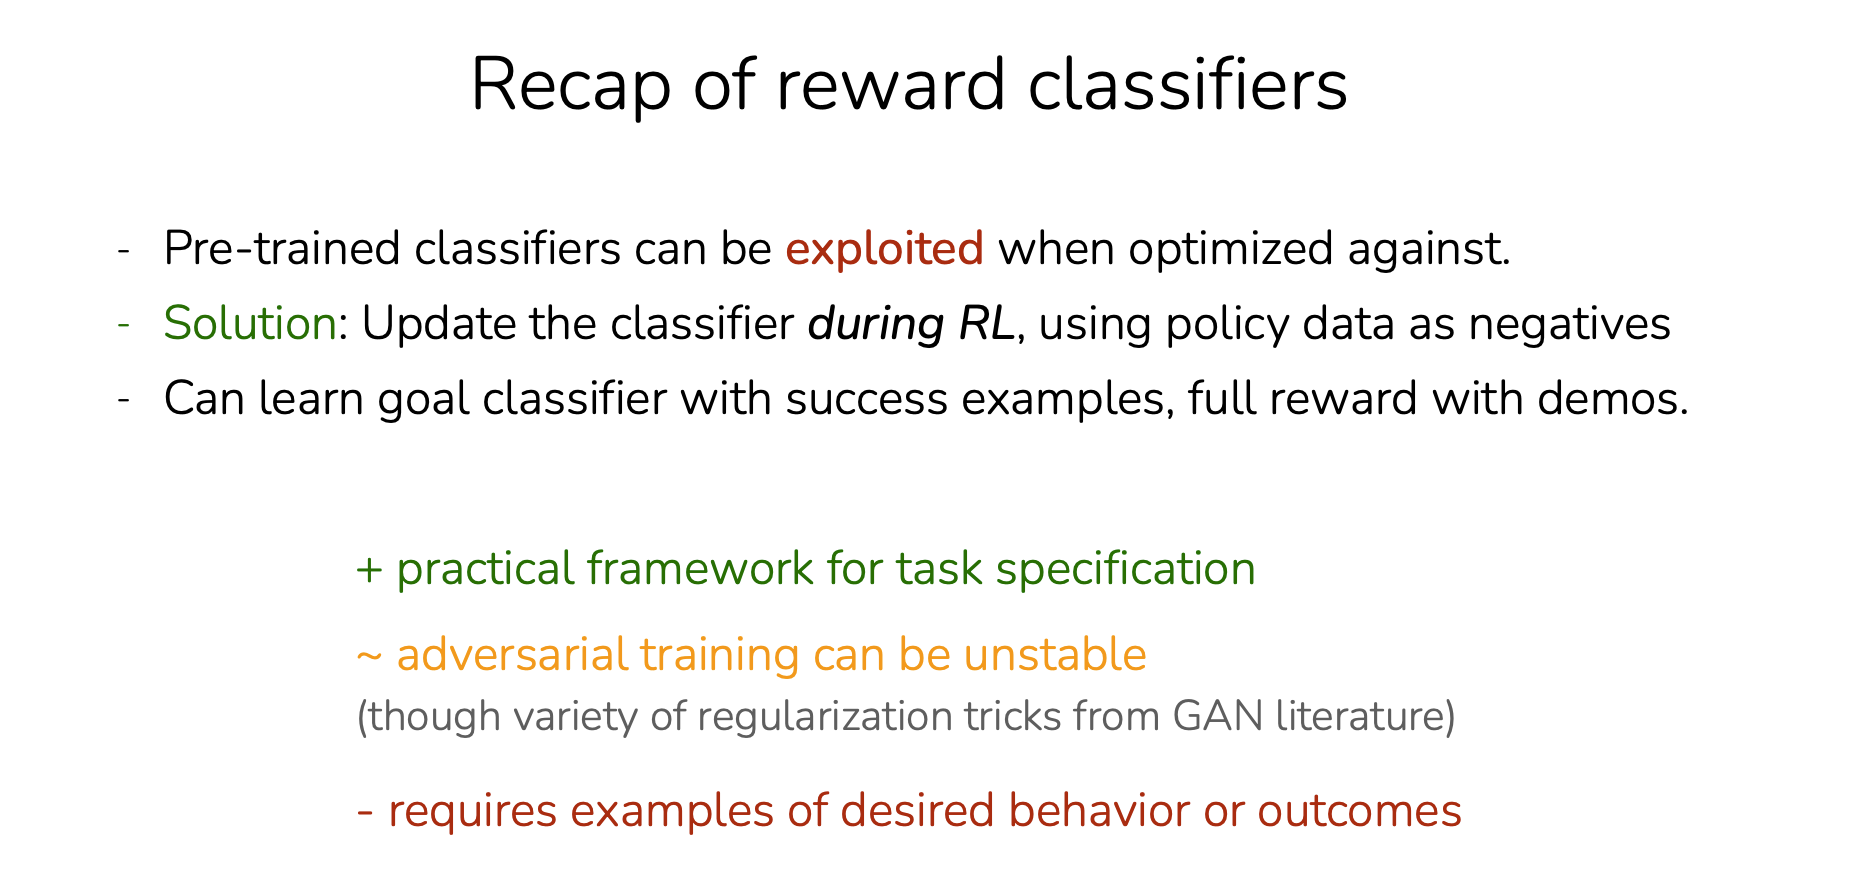 Recap of reward classifiers
- Pre-trained classifiers can be exploited when optimized against.
- Solution: Update the classifier during RL, using policy data as negatives
- Can learn goal classifier with success examples, full reward with demos.
+ practical framework for task specification
~ adversarial training can be unstable
(though variety of regularization tricks from GAN literature)
- requires examples of desired behavior or outcomes